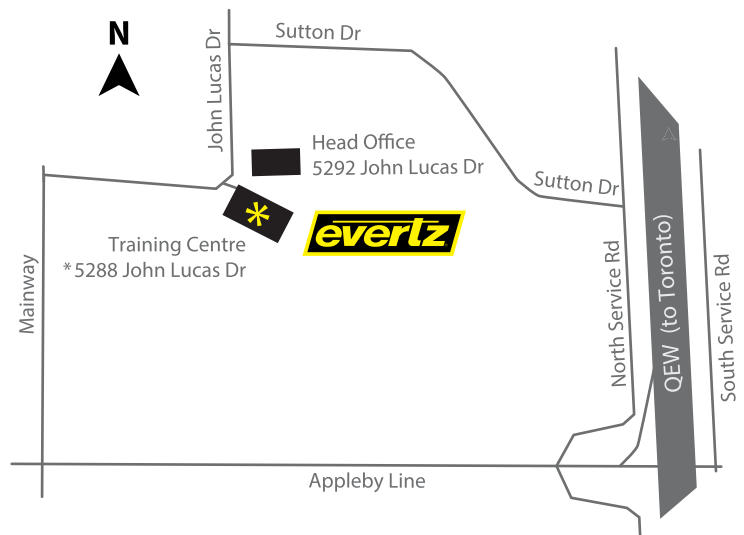 N
Sutton Dr
John Lucas Dr
Head Office
5292 John Lucas Dr
Sutton Dr
evertz
Training Centre
*5288 John Lucas Dr
Mainway
North Service Rd
QEW (to Toronto)
South Service Rd
Appleby Line